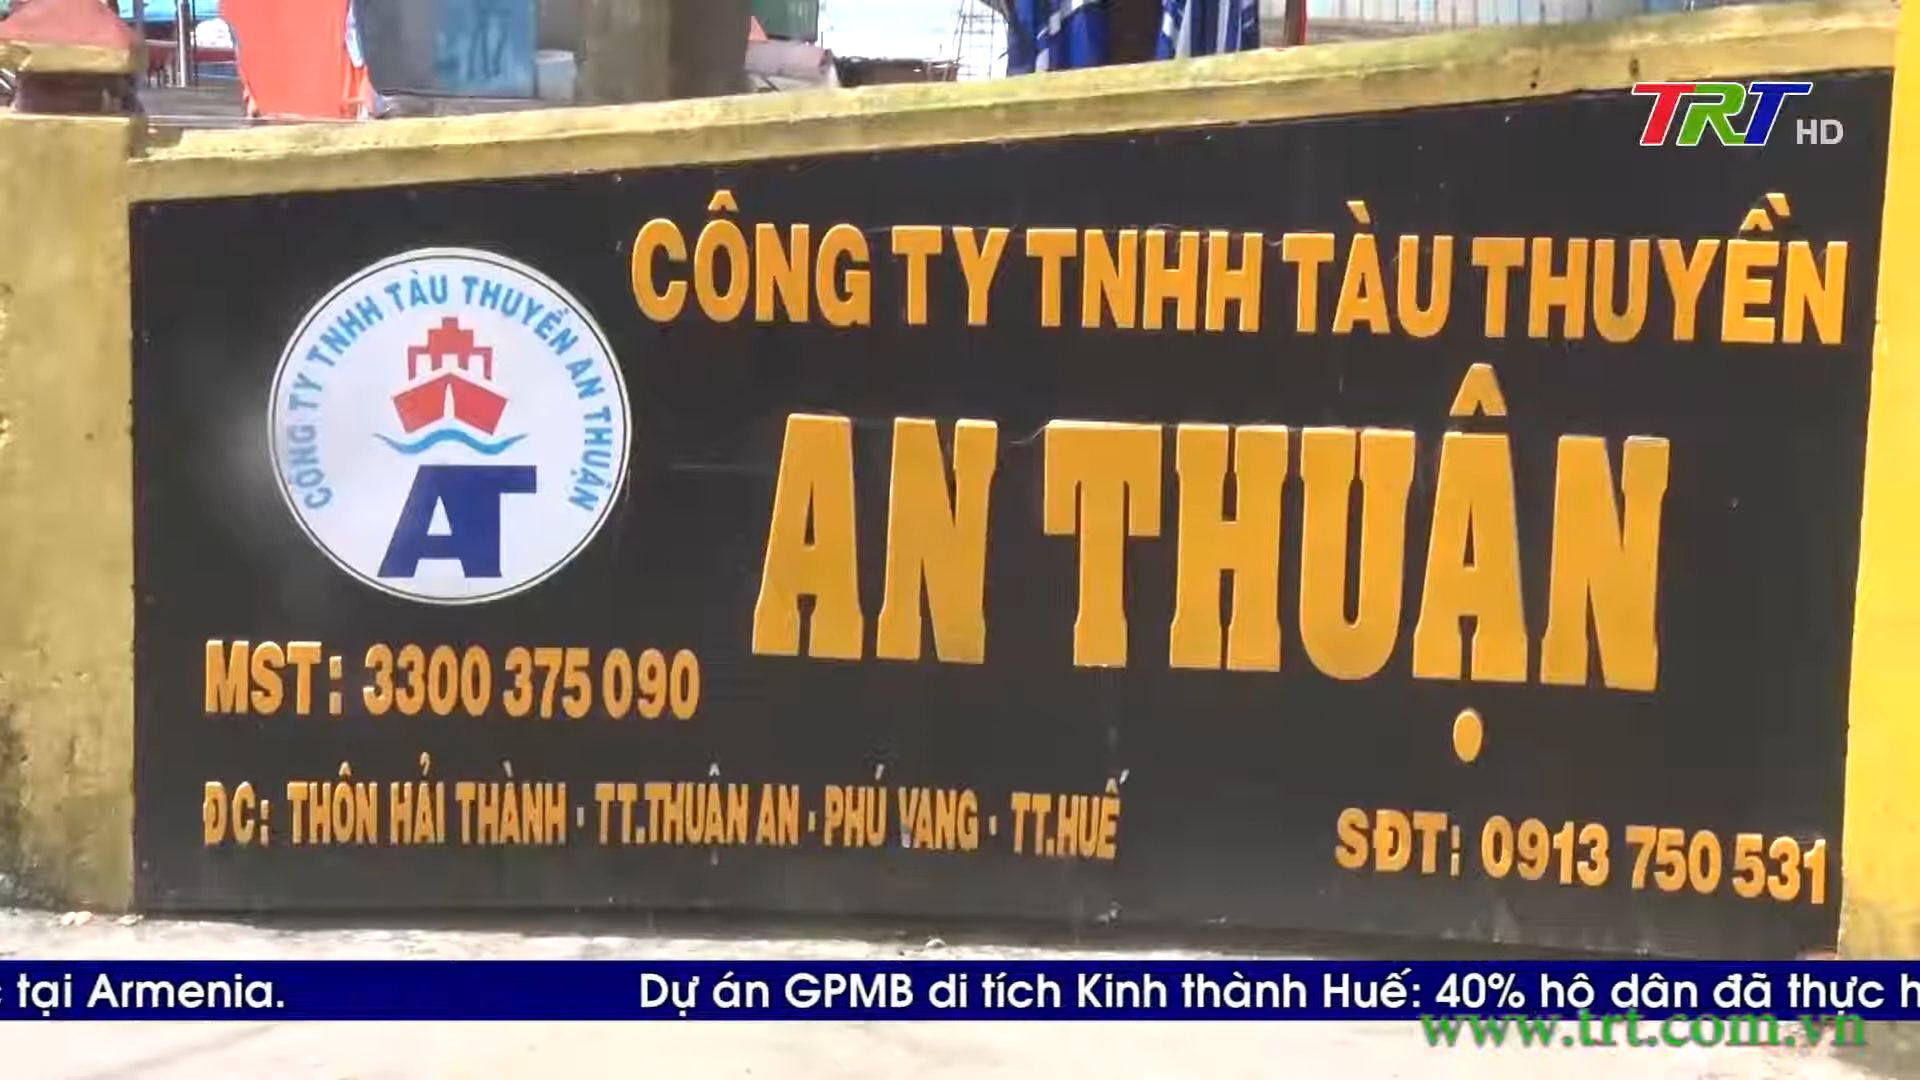 TRT HD
CÔNG TY TNHH TÀU THUYỀN
AN THUẬN
CÔNG TY TNHH TÀU THUYỀN AN THUẬN
AT
MST: 3300 375 090
ĐC: THÔN HẢI THÀNH - TT.THUẬN AN - PHÚ VANG - TT.HUẾ
SĐT: 0913 750 531
tại Armenia. Dự án GPMB di tích Kinh thành Huế: 40% hộ dân đã thực
www.trt.com.vn